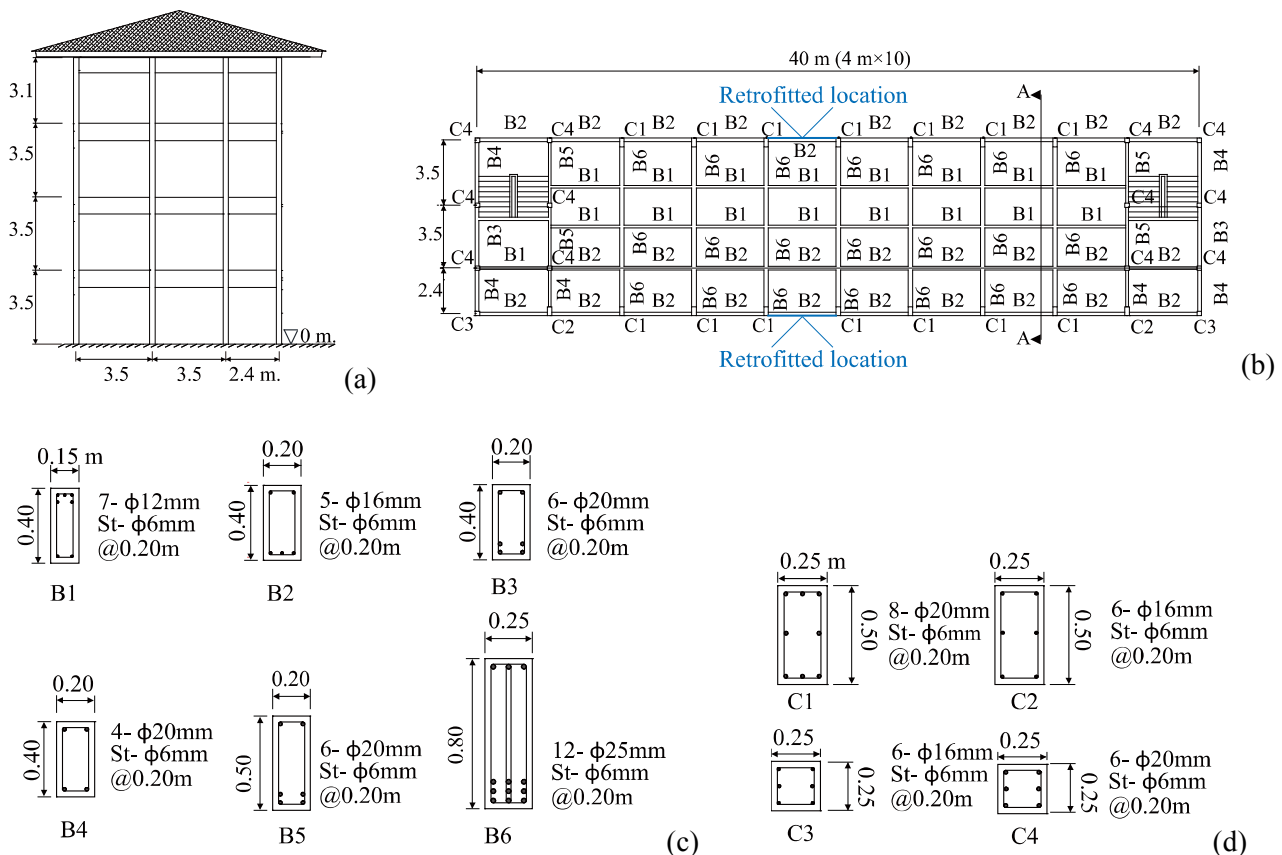 3.1
3.5
3.5
3.5
0 m.
3.5 3.5 2.4 m.
(a)
40 m (4 m×10)
Retrofitted location
A
C4 B2 C4 B2 C1 B2 C1 B2 C1 C1 B2 C1 B2 C1 B2 C1 B2 C4 B2 C4
B2
3.5 B4 B5 B6 B6 B6 B6 B6 B6 B6 B5 B4
B1 B1 B1 B1 B1 B1 B1 B1
C4 C4 C4 C4
B1 B1 B1 B1 B1 B1 B1 B1
3.5 B3 B5 B6 B6 B6 B6 B6 B6 B6 B5 B3
B1 B2 B2 B2 B2 B2 B2 B2 B2 B2
C4 C4 C4 C4
2.4 B4 B4 B6 B6 B6 B6 B6 B6 B6 B4 B4
B2 B2 B2 B2 B2 B2 B2 B2 B2 B2
C3 C2 C1 C1 C1 C1 C1 C1 C1 C2 C3
A
Retrofitted location
(b)
0.15 m
0.40
7- ϕ12mm
St- ϕ6mm
@0.20m
B1
0.20
0.40
5- ϕ16mm
St- ϕ6mm
@0.20m
B2
0.20
0.40
6- ϕ20mm
St- ϕ6mm
@0.20m
B3
0.20
0.40
4- ϕ20mm
St- ϕ6mm
@0.20m
B4
0.20
0.50
6- ϕ20mm
St- ϕ6mm
@0.20m
B5
0.25
0.80
12- ϕ25mm
St- ϕ6mm
@0.20m
B6
(c)
0.25 m
0.50
8- ϕ20mm
St- ϕ6mm
@0.20m
C1
0.25
0.50
6- ϕ16mm
St- ϕ6mm
@0.20m
C2
0.25
0.25
6- ϕ16mm
St- ϕ6mm
@0.20m
C3
0.25
0.25
6- ϕ20mm
St- ϕ6mm
@0.20m
C4
(d)